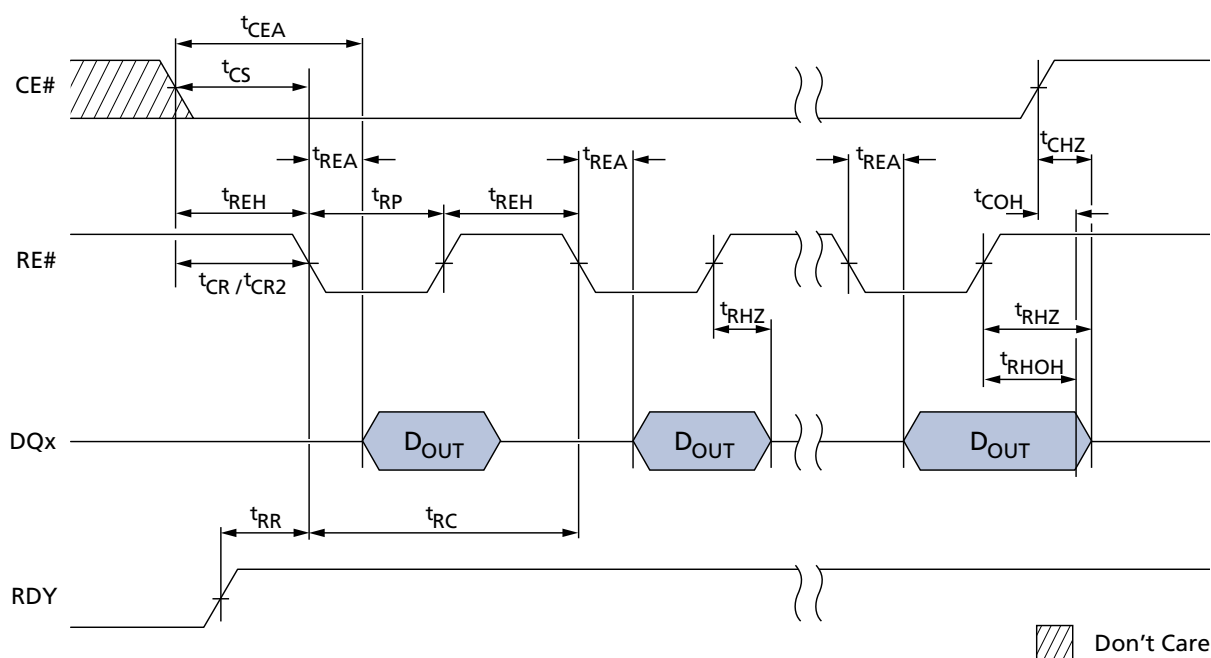 tCEA
CE#
tCS
tCHZ
tREA
tREA
tREA
tCOH
tREH
tRP
tREH
RE#
tCR / tCR2
tRHZ
tRHZ
tRHOH
DQx
DOUT
DOUT
DOUT
tRR
tRC
RDY
Don't Care